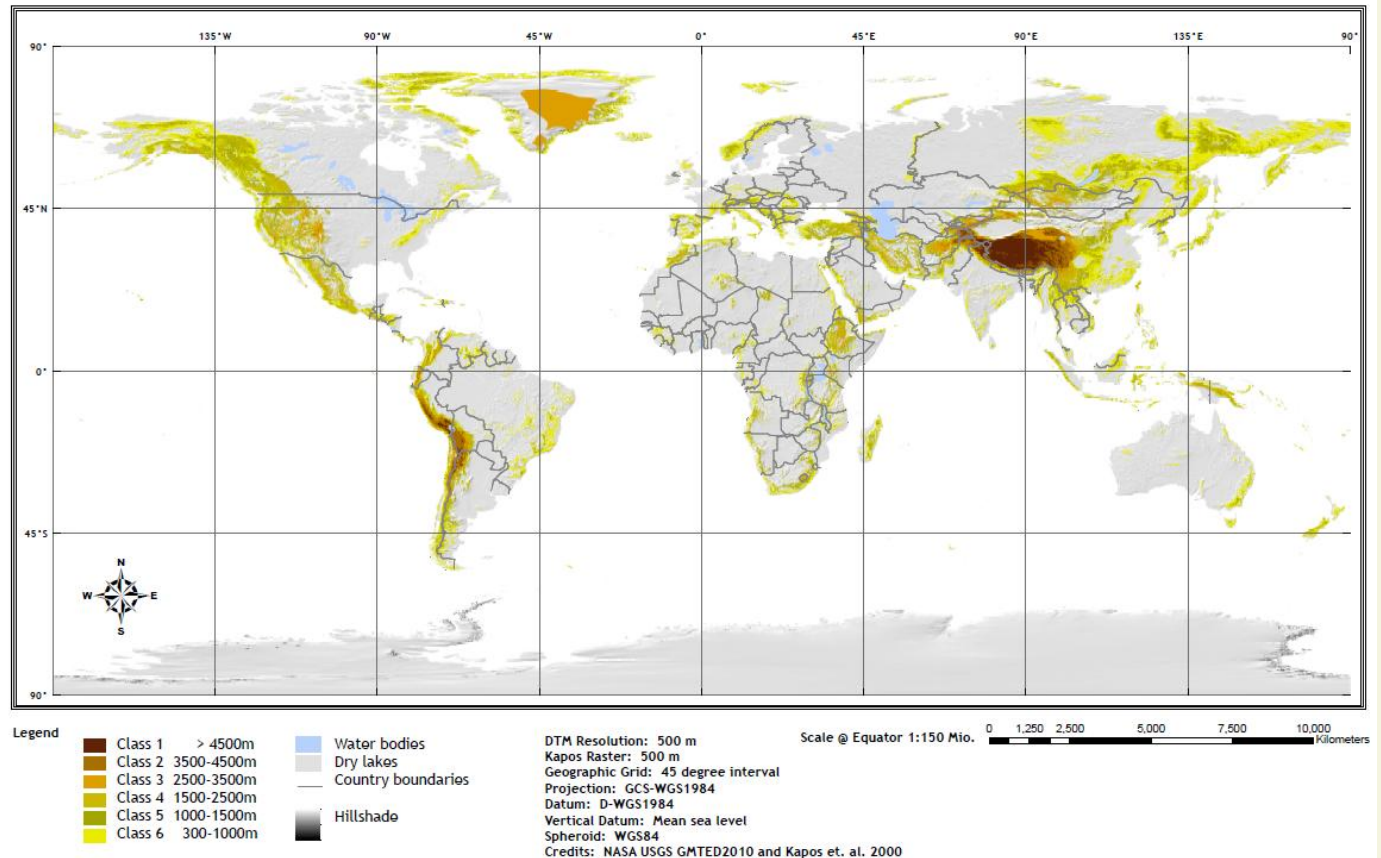 135°W 90°W 45°W 0° 45°E 90°E 135°E 90°
90°
45°N
0°
45°S
90°
N
W E
S
Legend
Class 1 > 4500m
Class 2 3500-4500m
Class 3 2500-3500m
Class 4 1500-2500m
Class 5 1000-1500m
Class 6 300-1000m
Water bodies
Dry lakes
Country boundaries
Hillshade
DTM Resolution: 500 m
Kapos Raster: 500 m
Geographic Grid: 45 degree interval
Projection: GCS-WGS1984
Datum: D-WGS1984
Vertical Datum: Mean sea level
Spheroid: WGS84
Credits: NASA USGS GMTED2010 and Kapos et. al. 2000
Scale @ Equator 1:150 Mio.
0 1,250 2,500 5,000 7,500 10,000
Kilometers